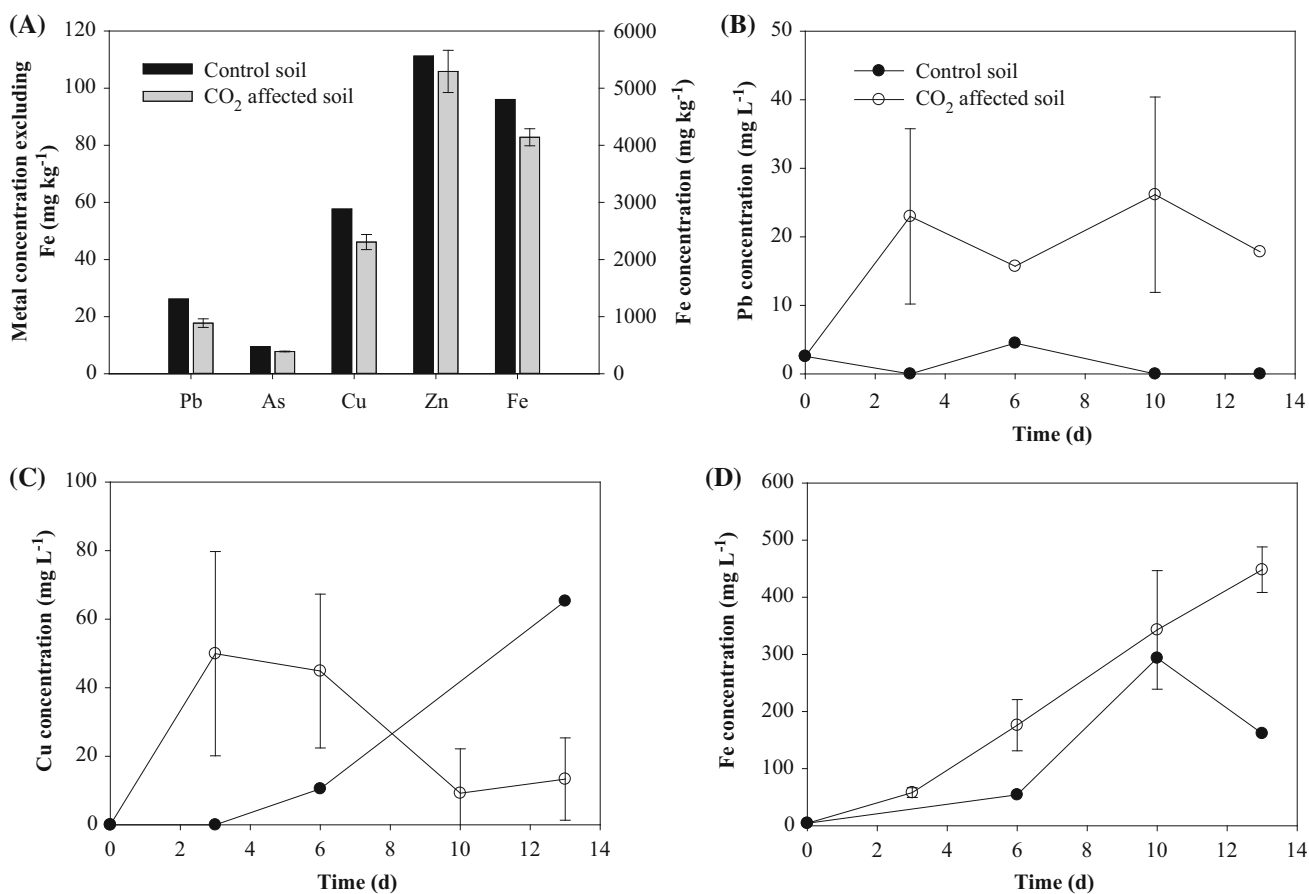 (A)
Metal concentration excluding
Fe (mg kg⁻¹)
120
100
80
60
40
20
0
Control soil
CO₂ affected soil
6000
5000
4000
3000
2000
1000
0
Fe concentration (mg kg⁻¹)
Pb As Cu Zn Fe
(B)
Pb concentration (mg L⁻¹)
50
40
30
20
10
0
Control soil
CO₂ affected soil
0 2 4 6 8 10 12 14
Time (d)
(C)
Cu concentration (mg L⁻¹)
100
80
60
40
20
0
0 2 4 6 8 10 12 14
Time (d)
(D)
Fe concentration (mg L⁻¹)
600
500
400
300
200
100
0
0 2 4 6 8 10 12 14
Time (d)